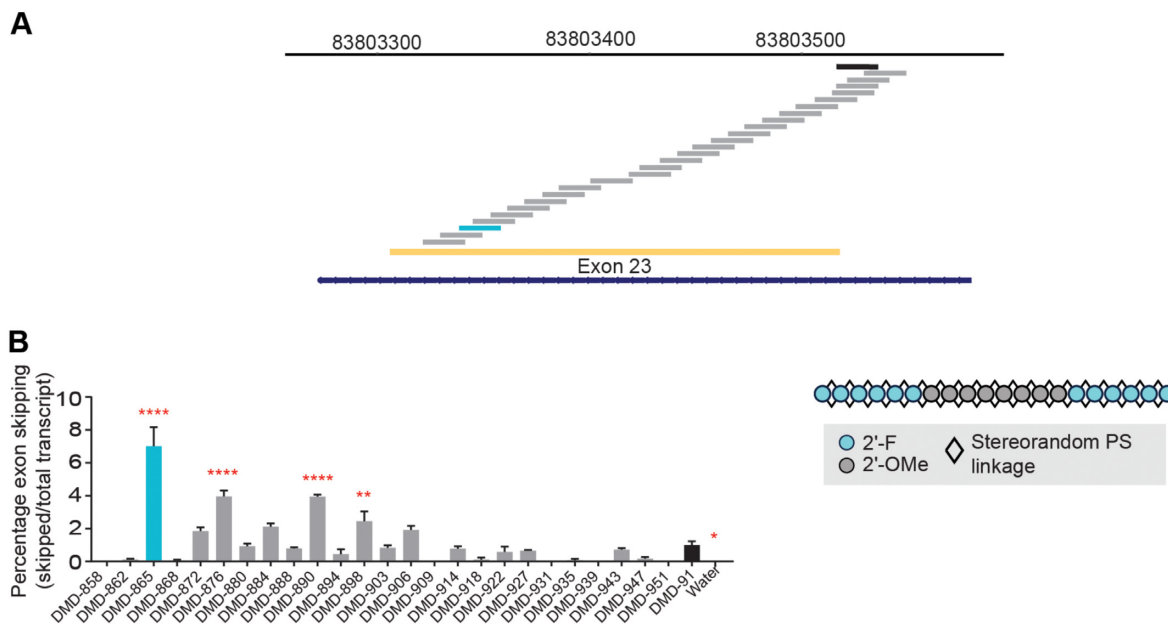 A
83803300 83803400 83803500
Exon 23
B
Percentage exon skipping
(skipped/total transcript)
10
8
6
4
2
0
**** **** **** ** *
DMD-858 DMD-862 DMD-865 DMD-868 DMD-872 DMD-876 DMD-880 DMD-884 DMD-888 DMD-890 DMD-894 DMD-898 DMD-903 DMD-906 DMD-909 DMD-914 DMD-918 DMD-922 DMD-927 DMD-931 DMD-935 DMD-939 DMD-943 DMD-947 DMD-951 DMD-91 Water
2'-F
2'-OMe
Stereorandom PS
linkage